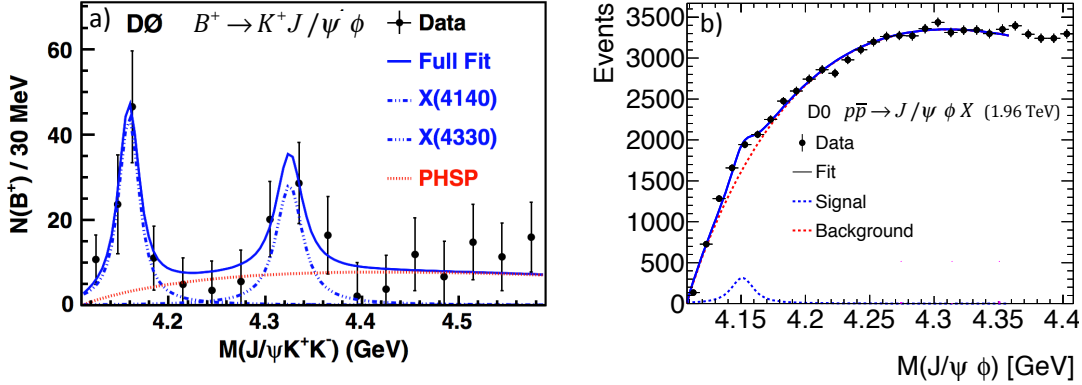 a) DØ B⁺ → K⁺ J/ψ ϕ
Data
Full Fit
X(4140)
X(4330)
PHSP
N(B⁺) / 30 MeV
60
40
20
0
4.2 4.3 4.4 4.5
M(J/ψK⁺K⁻) (GeV)
b)
Events
3500
3000
2500
2000
1500
1000
500
0
D0 pp̅ → J/ψ ϕ X (1.96 TeV)
Data
Fit
Signal
Background
4.15 4.2 4.25 4.3 4.35 4.4
M(J/ψ ϕ) [GeV]